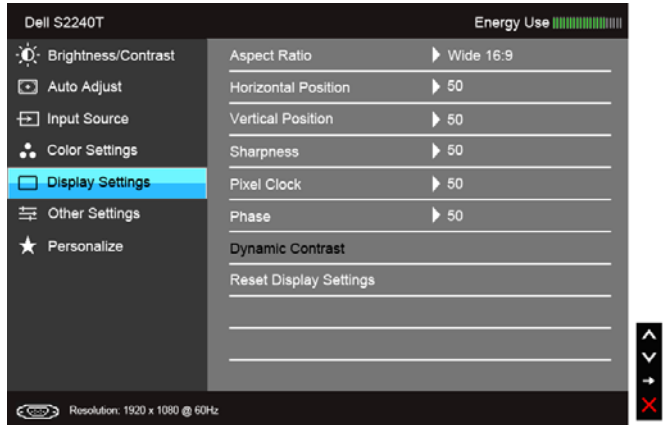 Dell S2240T
Energy Use
Brightness/Contrast
Auto Adjust
Input Source
Color Settings
Display Settings
Other Settings
Personalize
Aspect Ratio Wide 16:9
Horizontal Position 50
Vertical Position 50
Sharpness 50
Pixel Clock 50
Phase 50
Dynamic Contrast
Reset Display Settings
Resolution: 1920 x 1080 @ 60Hz